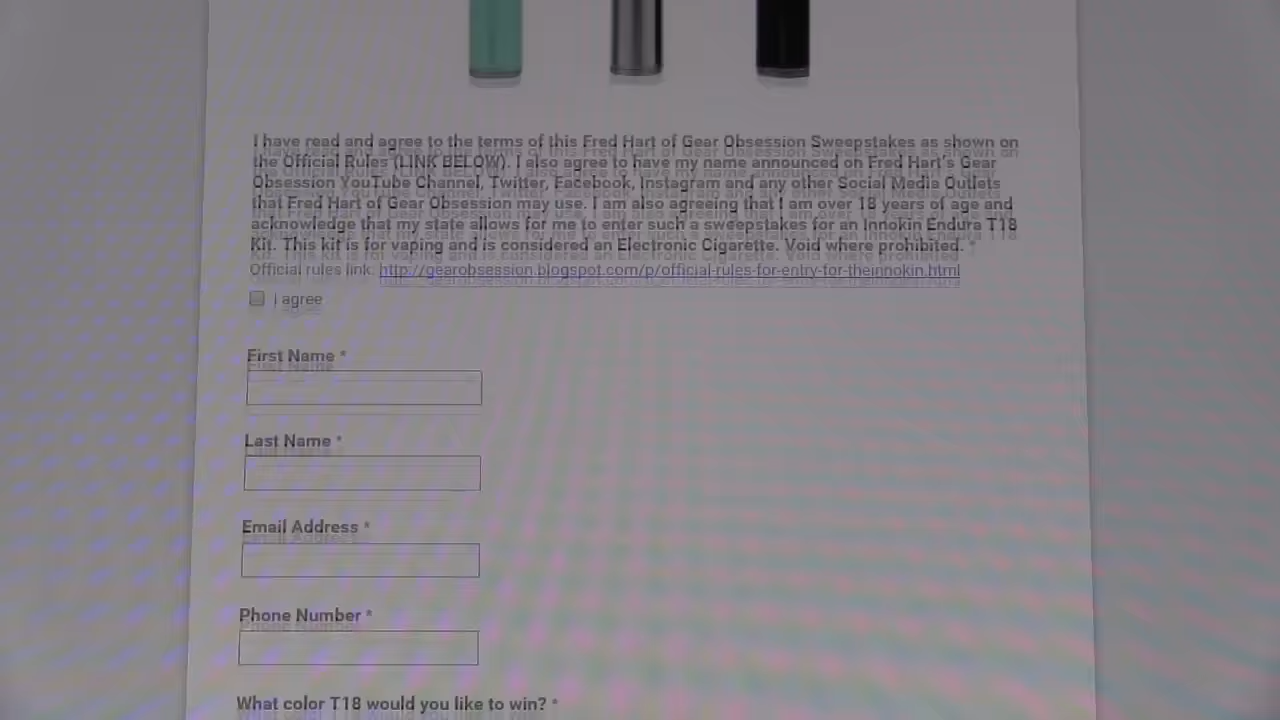 I have read and agree to the terms of this Fred Hart of Gear Obsession Sweepstakes as shown on
the Official Rules (LINK BELOW). I also agree to have my name announced on Fred Hart's Gear
Obsession YouTube Channel, Twitter, Facebook, Instagram and any other Social Media Outlets
that Fred Hart of Gear Obsession may use. I am also agreeing that I am over 18 years of age and
acknowledge that my state allows for me to enter such a sweepstakes for an Innokin Endura T18
Kit. This kit is for vaping and is considered an Electronic Cigarette. Void where prohibited. *
Official rules link: http://gearobsession.blogspot.com/p/official-rules-for-entry-for-theinnokin.html
I agree
First Name *
Last Name *
Email Address *
Phone Number *
What color T18 would you like to win? *